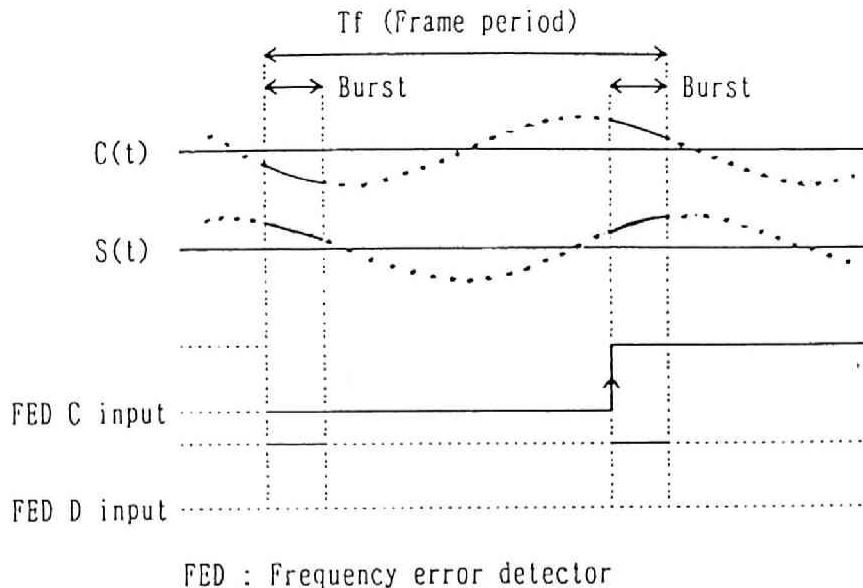 Tf (Frame period)
Burst Burst
C(t)
S(t)
FED C input
FED D input
FED : Frequency error detector